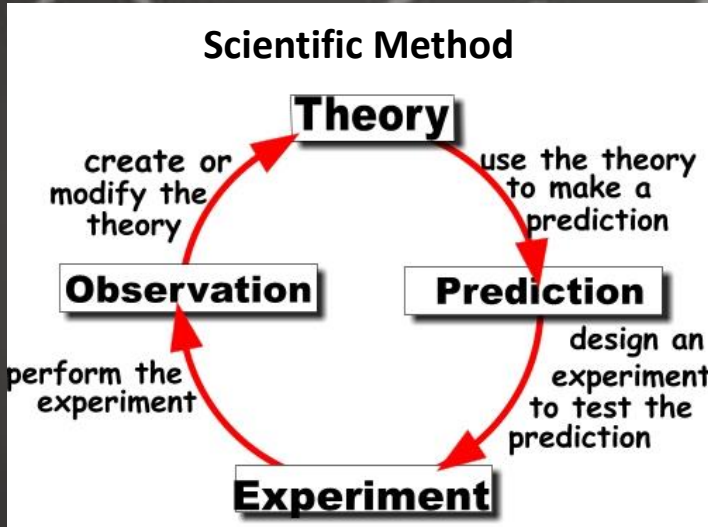 Scientific Method
Theory
use the theory
to make a
prediction
Prediction
design an
experiment
to test the
prediction
Experiment
perform the
experiment
Observation
create or
modify the
theory